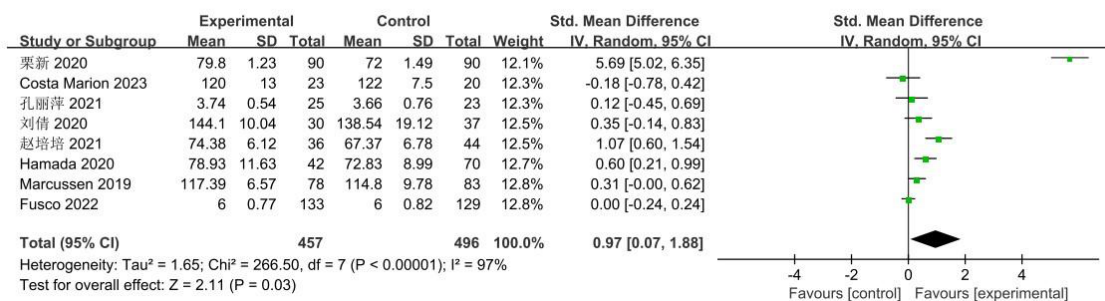 Experimental Control Std. Mean Difference Std. Mean Difference
Study or Subgroup Mean SD Total Mean SD Total Weight IV, Random, 95% CI IV, Random, 95% CI
栗新 2020 79.8 1.23 90 72 1.49 90 12.1% 5.69 [5.02, 6.35]
Costa Marion 2023 120 13 23 122 7.5 20 12.3% -0.18 [-0.78, 0.42]
孔丽萍 2021 3.74 0.54 25 3.66 0.76 23 12.3% 0.12 [-0.45, 0.69]
刘倩 2020 144.1 10.04 30 138.54 19.12 37 12.5% 0.35 [-0.14, 0.83]
赵培培 2021 74.38 6.12 36 67.37 6.78 44 12.5% 1.07 [0.60, 1.54]
Hamada 2020 78.93 11.63 42 72.83 8.99 70 12.7% 0.60 [0.21, 0.99]
Marcussen 2019 117.39 6.57 78 114.8 9.78 83 12.8% 0.31 [-0.00, 0.62]
Fusco 2022 6 0.77 133 6 0.82 129 12.8% 0.00 [-0.24, 0.24]
Total (95% CI) 457 496 100.0% 0.97 [0.07, 1.88]
Heterogeneity: Tau² = 1.65; Chi² = 266.50, df = 7 (P < 0.00001); I² = 97%
Test for overall effect: Z = 2.11 (P = 0.03)
-4 -2 0 2 4
Favours [control] Favours [experimental]